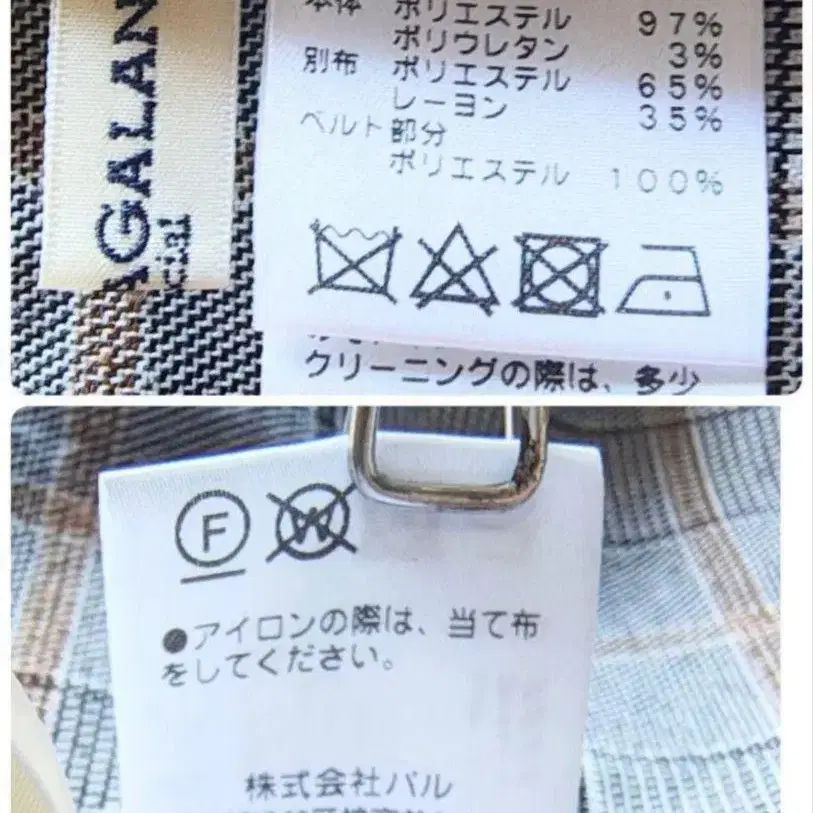 GALAN
cial
本体 ポリエステル 97%
ポリウレタン 3%
別布 ポリエステル 65%
レーヨン 35%
ベルト部分
ポリエステル 100%
クリーニングの際は、多少
F W
●アイロンの際は、当て布
をしてください。
株式会社パル